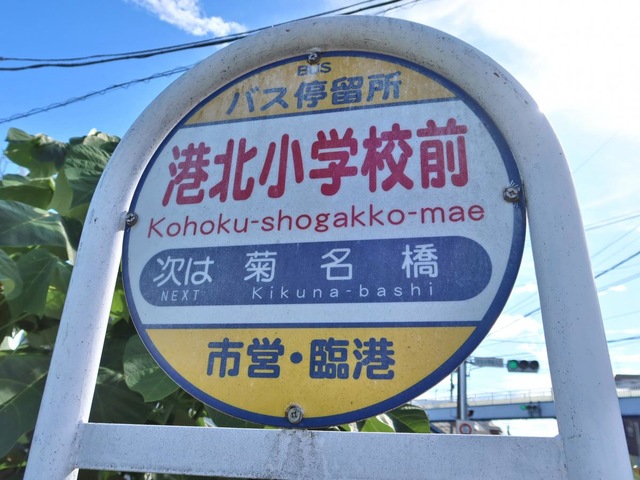 BUS
バス停留所
港北小学校前
Kohoku-shogakko-mae
次は 菊名橋
NEXT Kikuna-bashi
市営・臨港